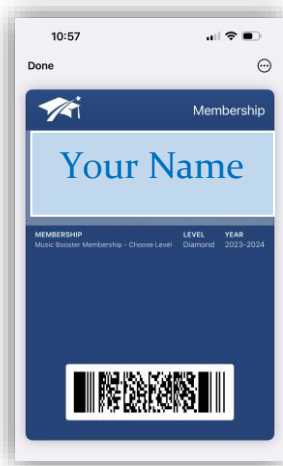 10:57
Done
Membership
Your Name
MEMBERSHIP LEVEL YEAR
Music Booster Membership - Choose Level Diamond 2023-2024